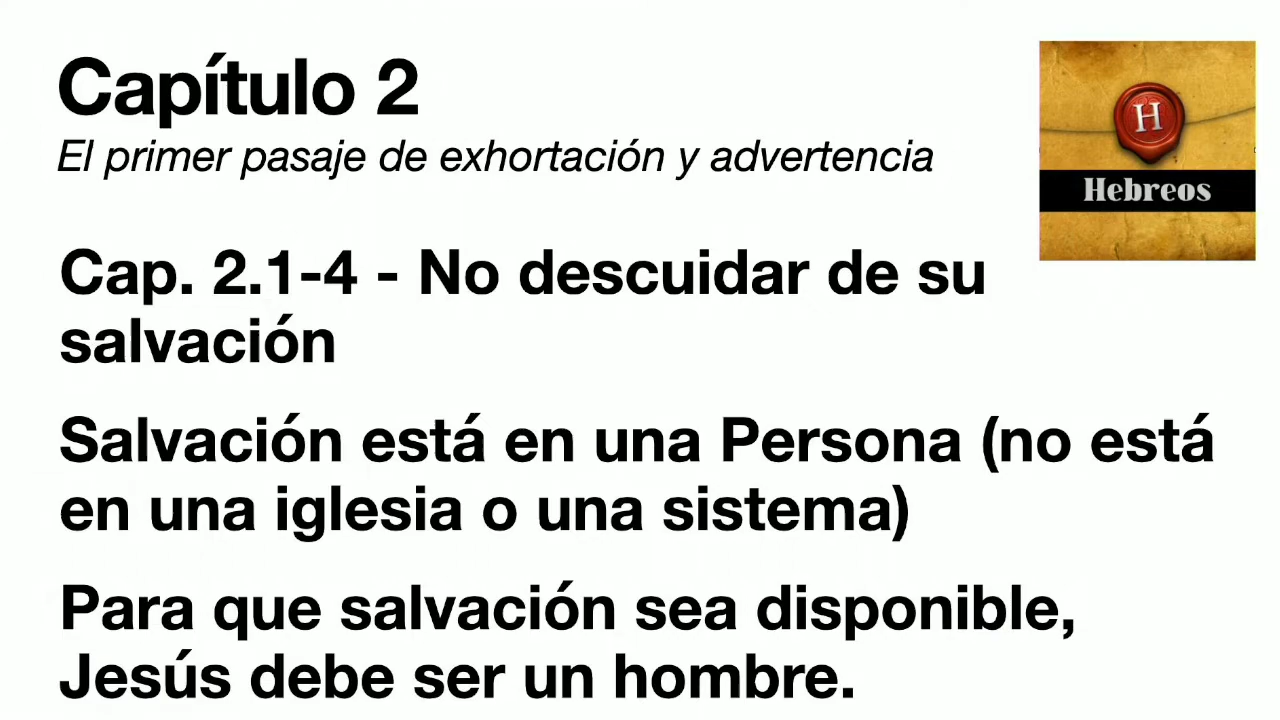 Capítulo 2
El primer pasaje de exhortación y advertencia
H
Hebreos
Cap. 2.1-4 - No descuidar de su
salvación
Salvación está en una Persona (no está
en una iglesia o una sistema)
Para que salvación sea disponible,
Jesús debe ser un hombre.